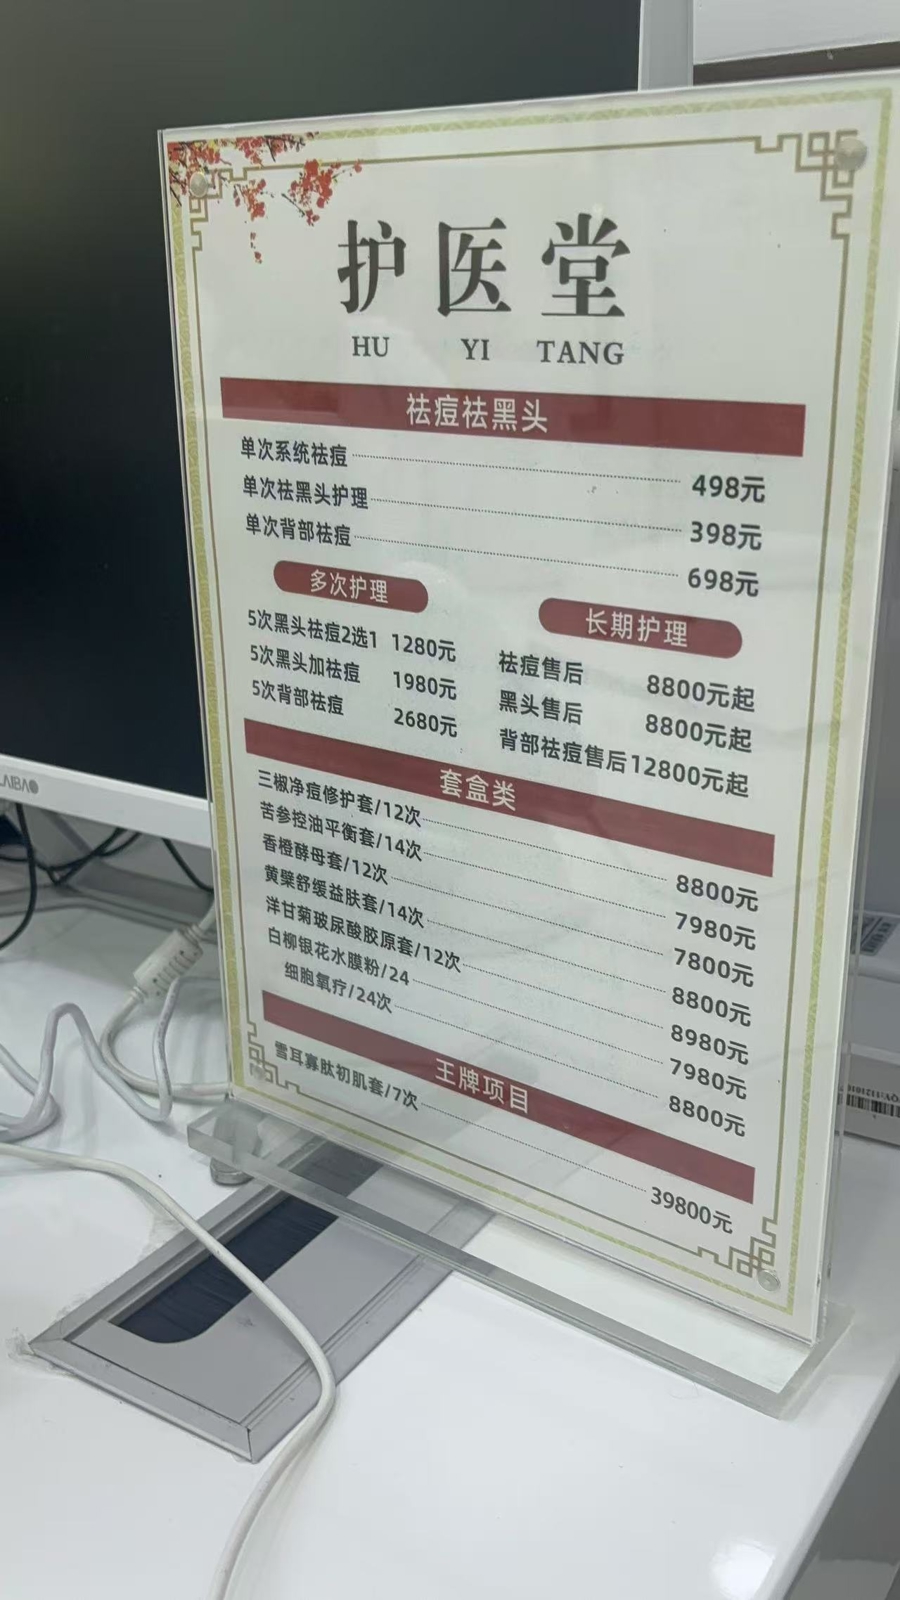 护医堂
HU YI TANG
祛痘祛黑头
单次系统祛痘 498元
单次祛黑头护理 398元
单次背部祛痘 698元
多次护理
5次黑头祛痘2选1 1280元
5次黑头加祛痘 1980元
5次背部祛痘 2680元
长期护理
祛痘售后 8800元起
黑头售后 8800元起
背部祛痘售后12800元起
套盒类
三椒净痘修护套/12次 8800元
苦参控油平衡套/14次 7980元
香橙酵母套/12次 7800元
黄檗舒缓益肤套/14次 8800元
洋甘菊玻尿酸胶原套/12次 8980元
白柳银花水膜粉/24 7980元
细胞氧疗/24次 8800元
王牌项目
雪耳寡肽初肌套/7次 39800元
LAIBAO